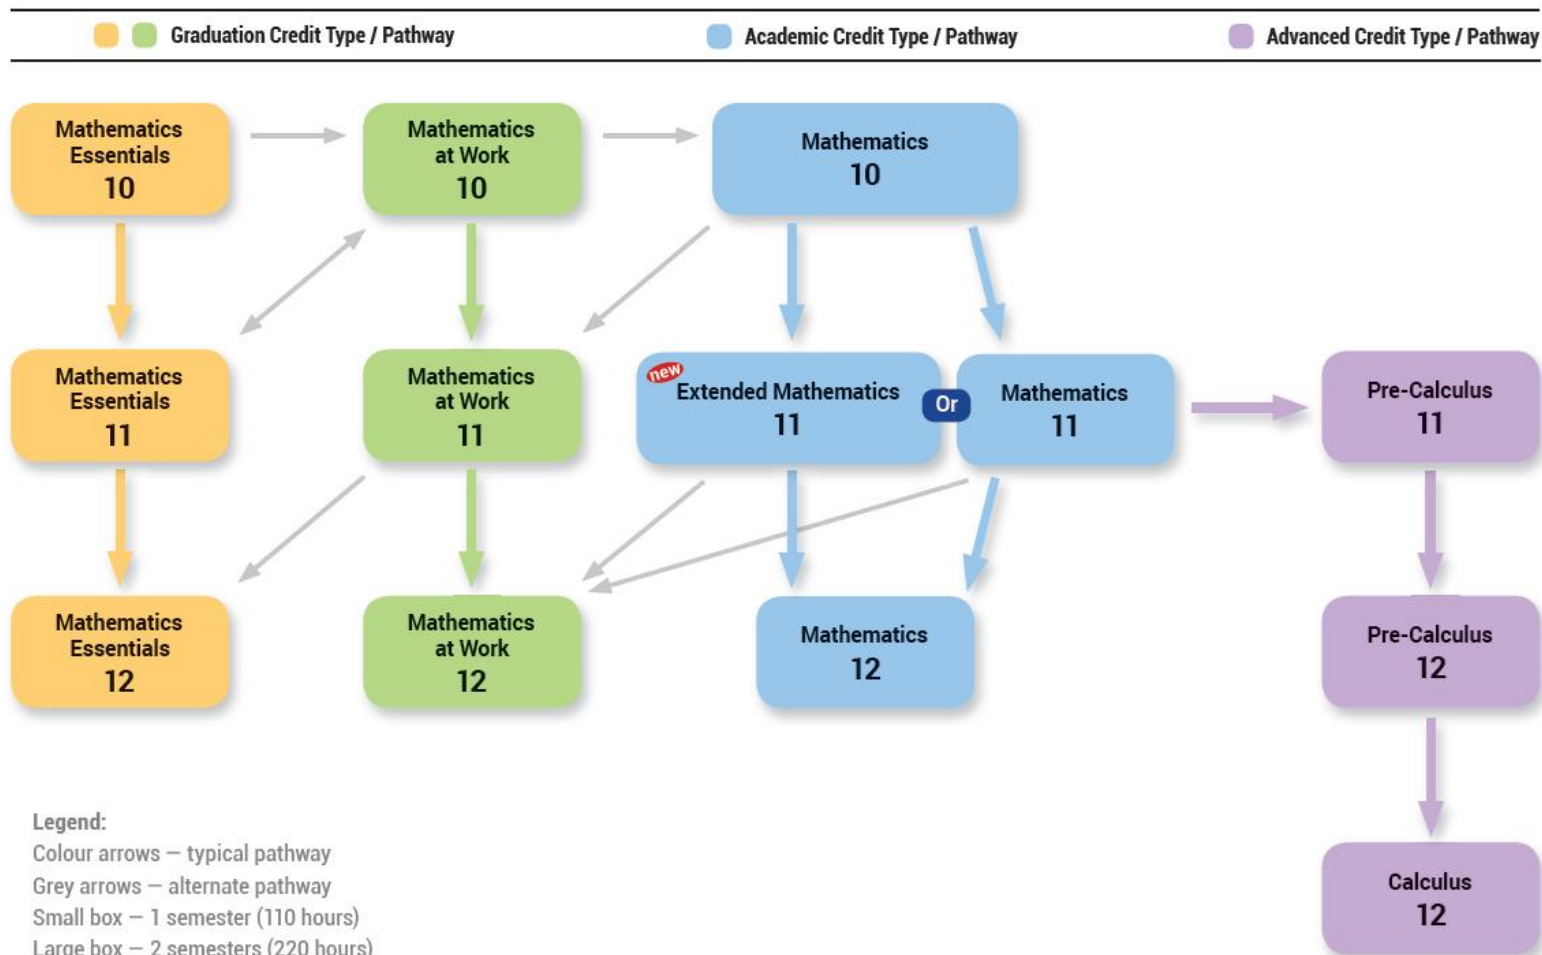 Graduation Credit Type / Pathway
Academic Credit Type / Pathway
Advanced Credit Type / Pathway
Mathematics
Essentials
10
Mathematics
at Work
10
Mathematics
10
Mathematics
Essentials
11
Mathematics
at Work
11
new
Extended Mathematics
11
Or
Mathematics
11
Pre-Calculus
11
Mathematics
Essentials
12
Mathematics
at Work
12
Mathematics
12
Pre-Calculus
12
Calculus
12
Legend:
Colour arrows – typical pathway
Grey arrows – alternate pathway
Small box – 1 semester (110 hours)
Large box – 2 semesters (220 hours)